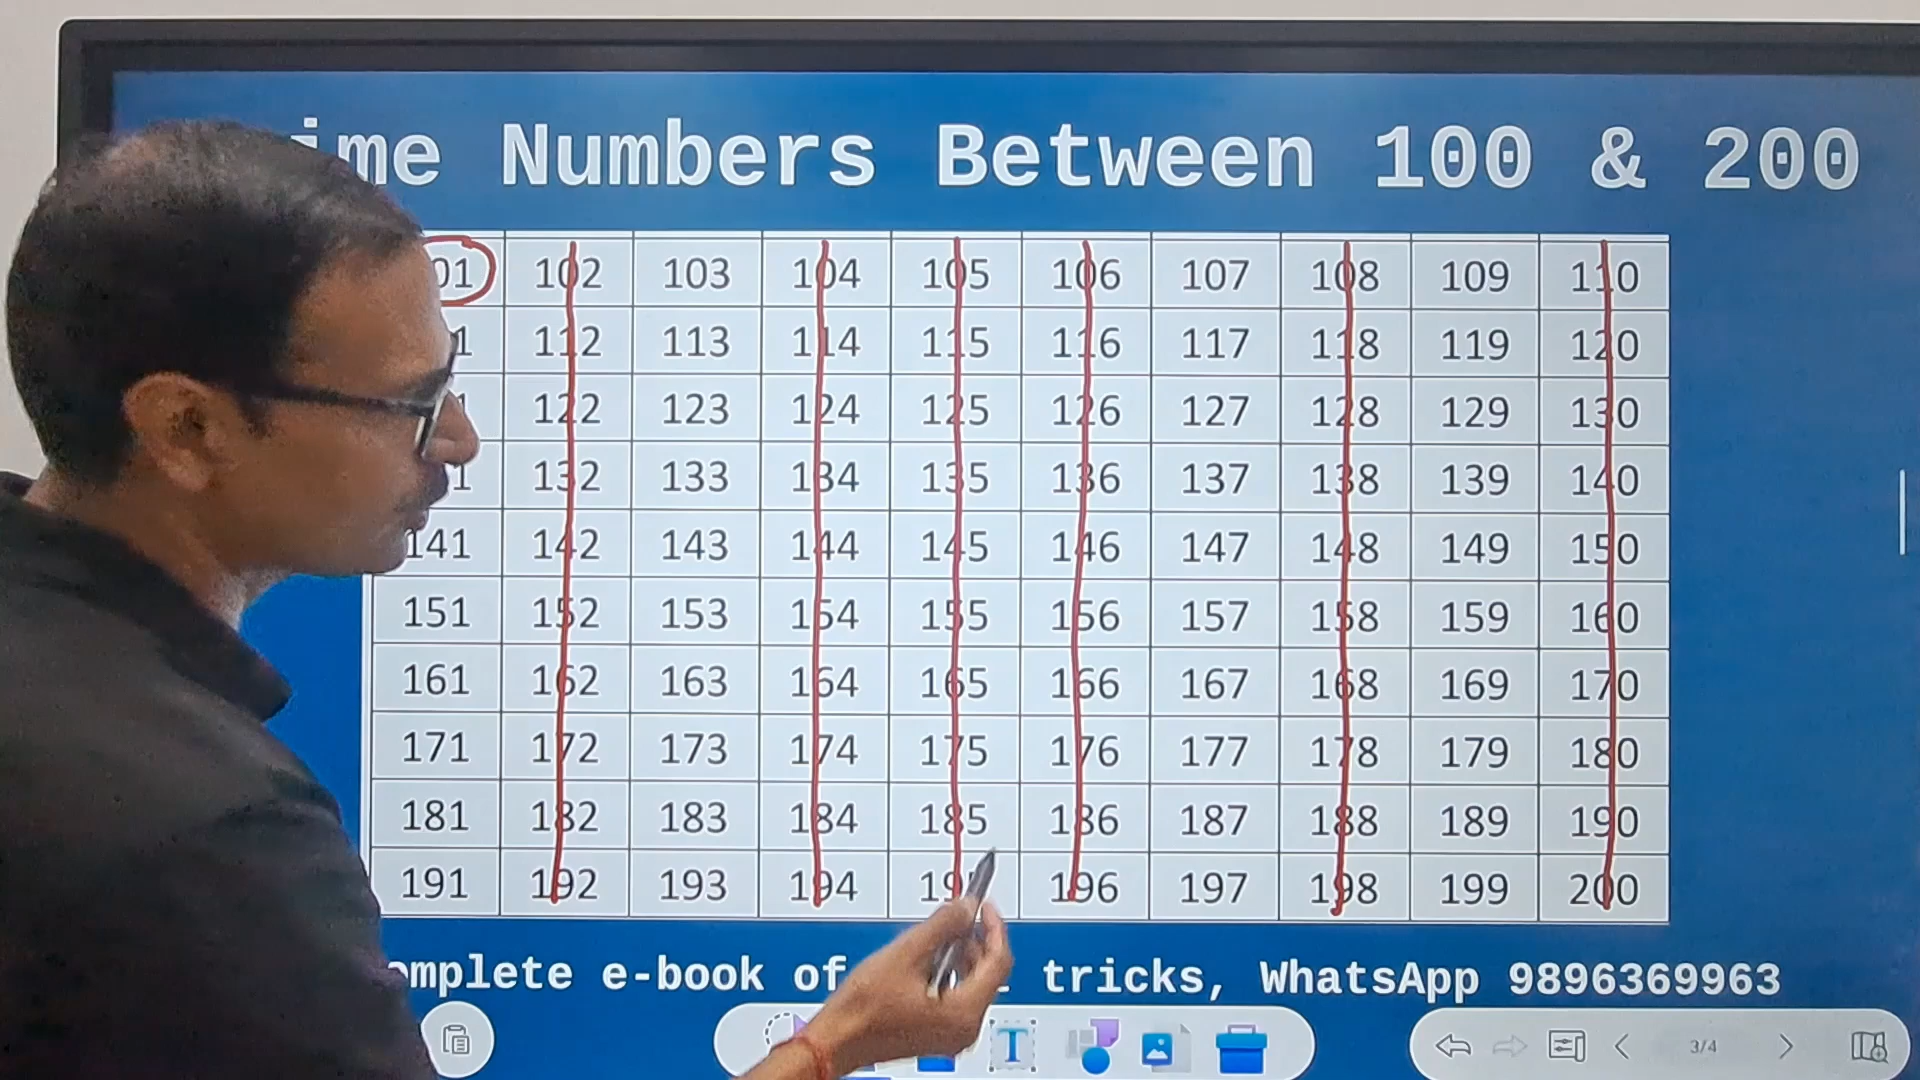 Numbers Between 100 & 200
102 103 104 105 106 107 108 109 110
112 113 114 115 116 117 118 119 120
122 123 124 125 126 127 128 129 130
132 133 134 135 136 137 138 139 140
141 142 143 144 145 146 147 148 149 150
151 152 153 154 155 156 157 158 159 160
161 162 163 164 165 166 167 168 169 170
171 172 173 174 175 176 177 178 179 180
181 182 183 184 185 186 187 188 189 190
191 192 193 194 196 197 198 199 200
e-book of tricks, WhatsApp 9896369963
T
3/4